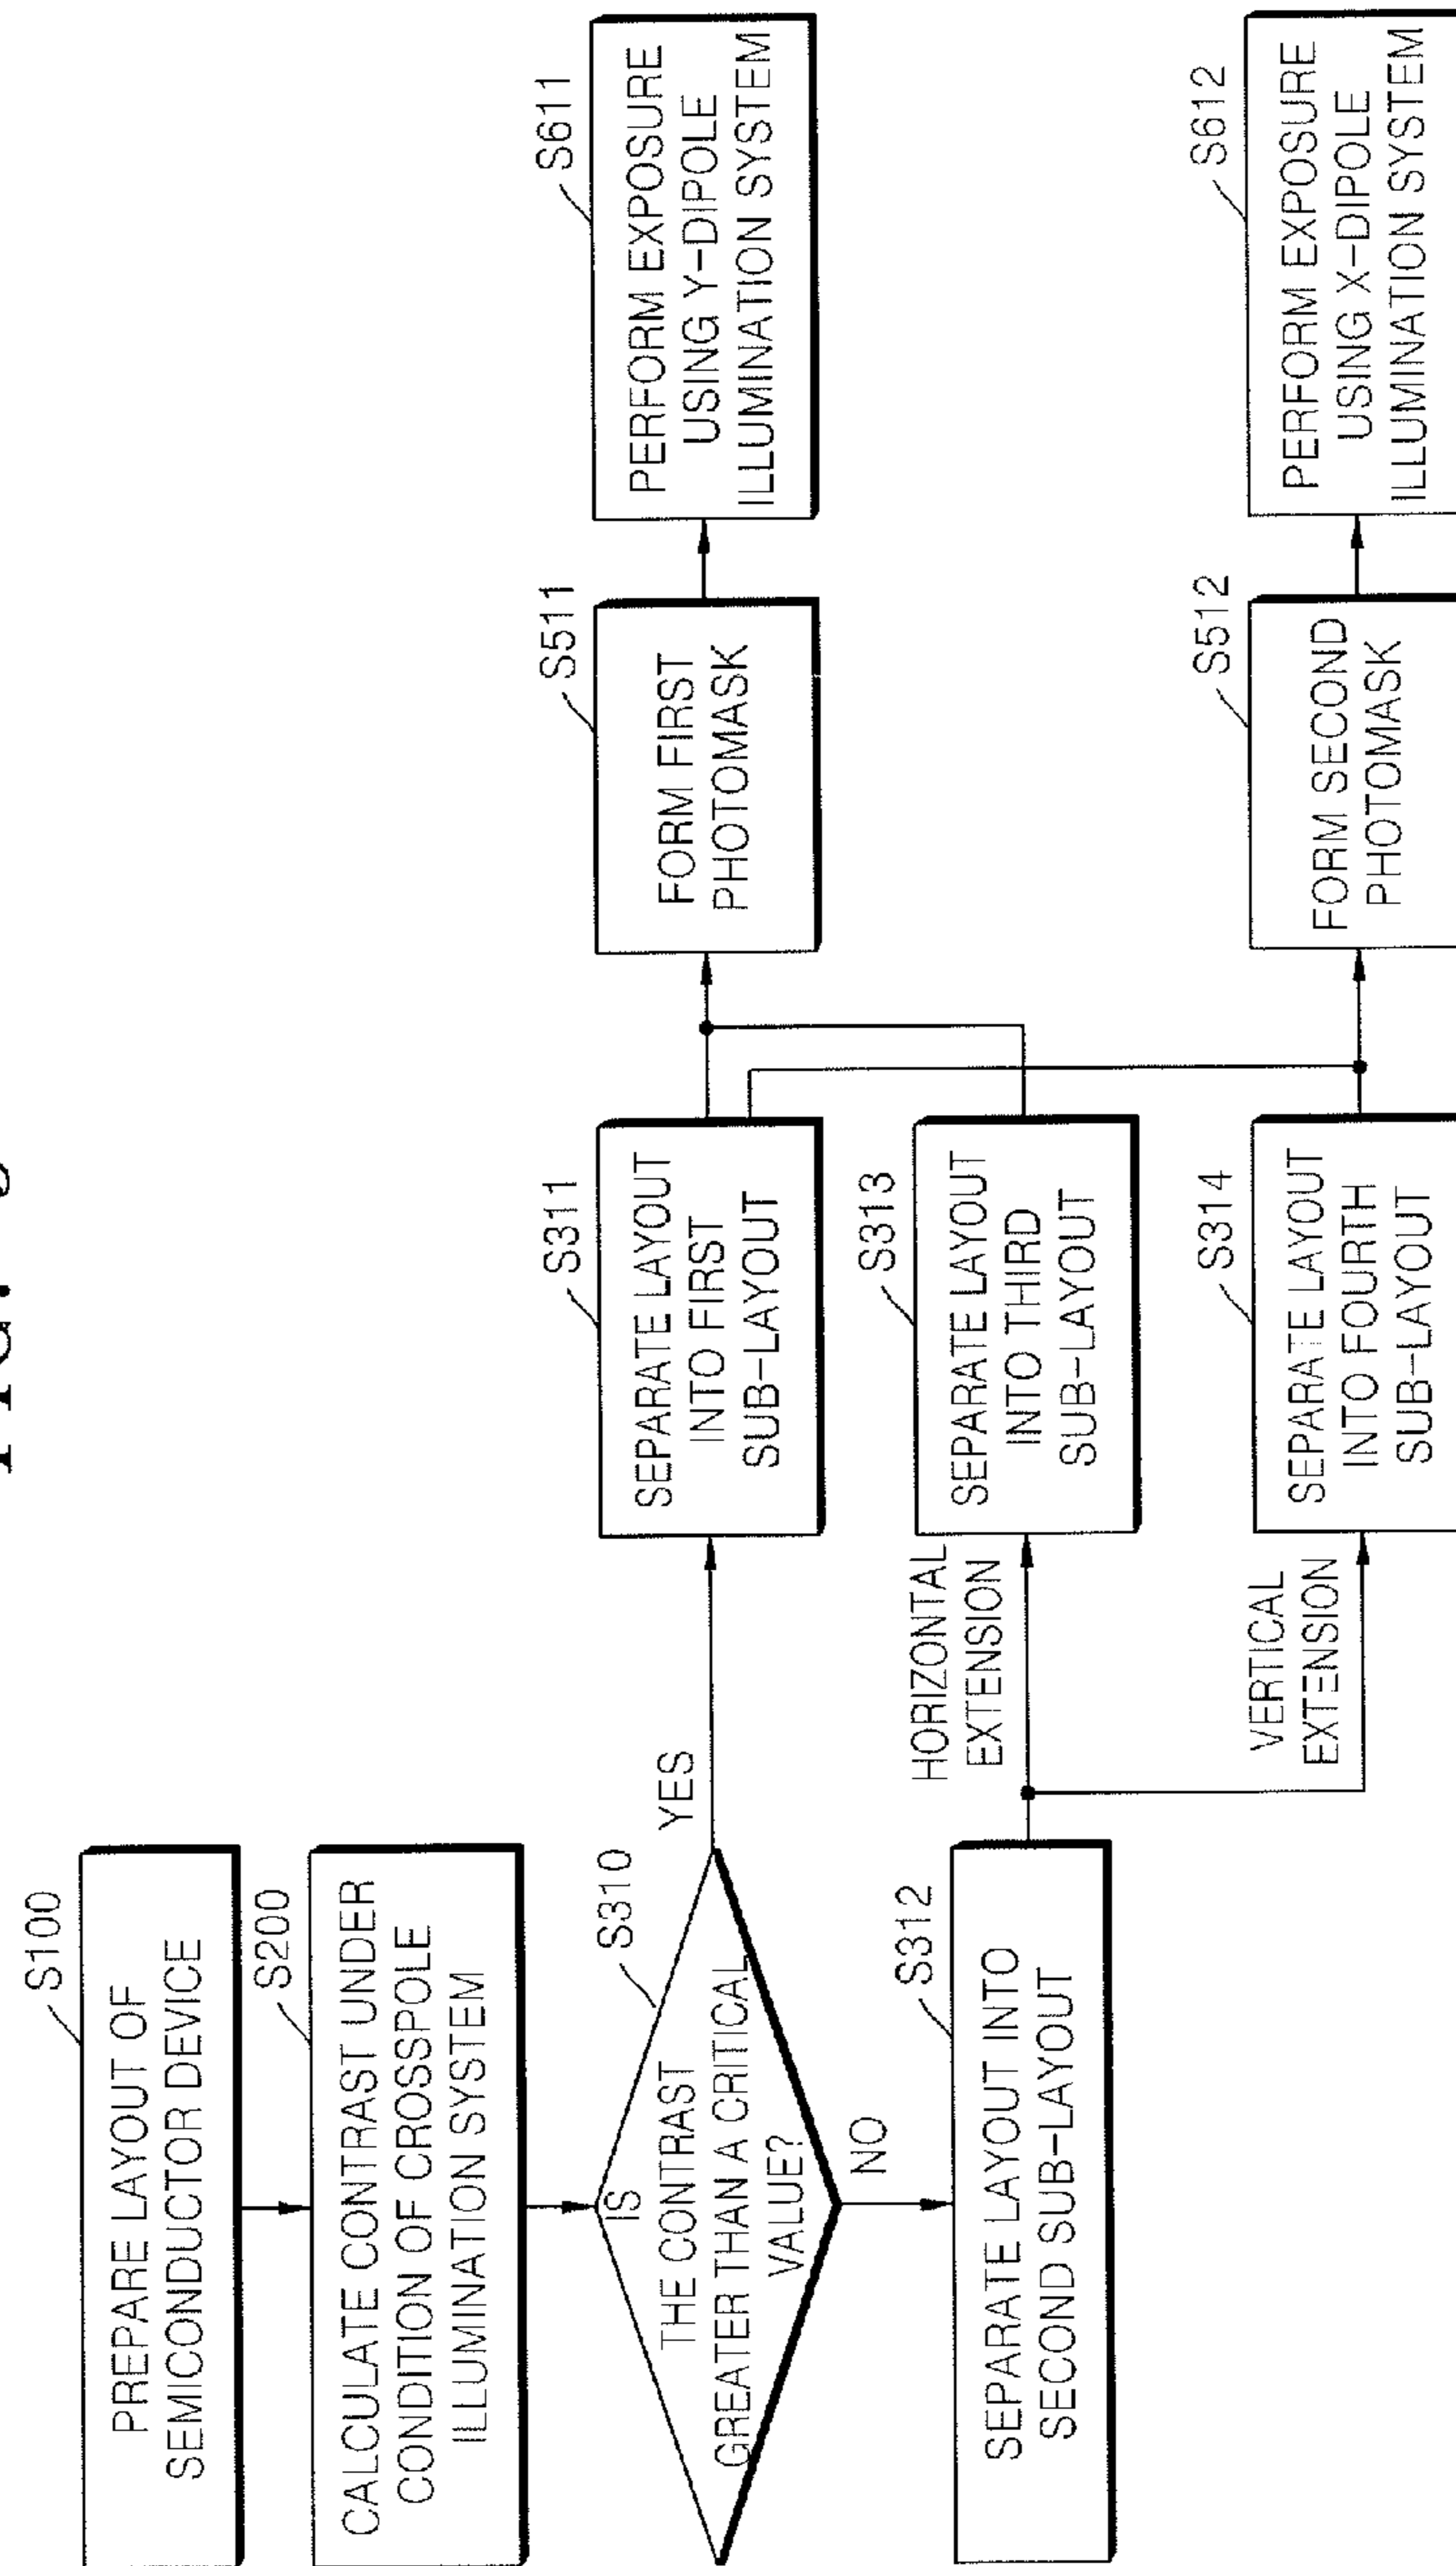 S100
PREPARE LAYOUT OF
SEMICONDUCTOR DEVICE
S200
CALCULATE CONTRAST UNDER
CONDITION OF CROSSPOLE
ILLUMINATION SYSTEM
S310
IS
THE CONTRAST
GREATER THAN A CRITICAL
VALUE?
YES
NO
S312
SEPARATE LAYOUT INTO
SECOND SUB-LAYOUT
S311
SEPARATE LAYOUT
INTO FIRST
SUB-LAYOUT
HORIZONTAL
EXTENSION
S313
SEPARATE LAYOUT
INTO THIRD
SUB-LAYOUT
VERTICAL
EXTENSION
S314
SEPARATE LAYOUT
INTO FOURTH
SUB-LAYOUT
S511
FORM FIRST
PHOTOMASK
S512
FORM SECOND
PHOTOMASK
S611
PERFORM EXPOSURE
USING Y-DIPOLE
ILLUMINATION SYSTEM
S612
PERFORM EXPOSURE
USING X-DIPOLE
ILLUMINATION SYSTEM